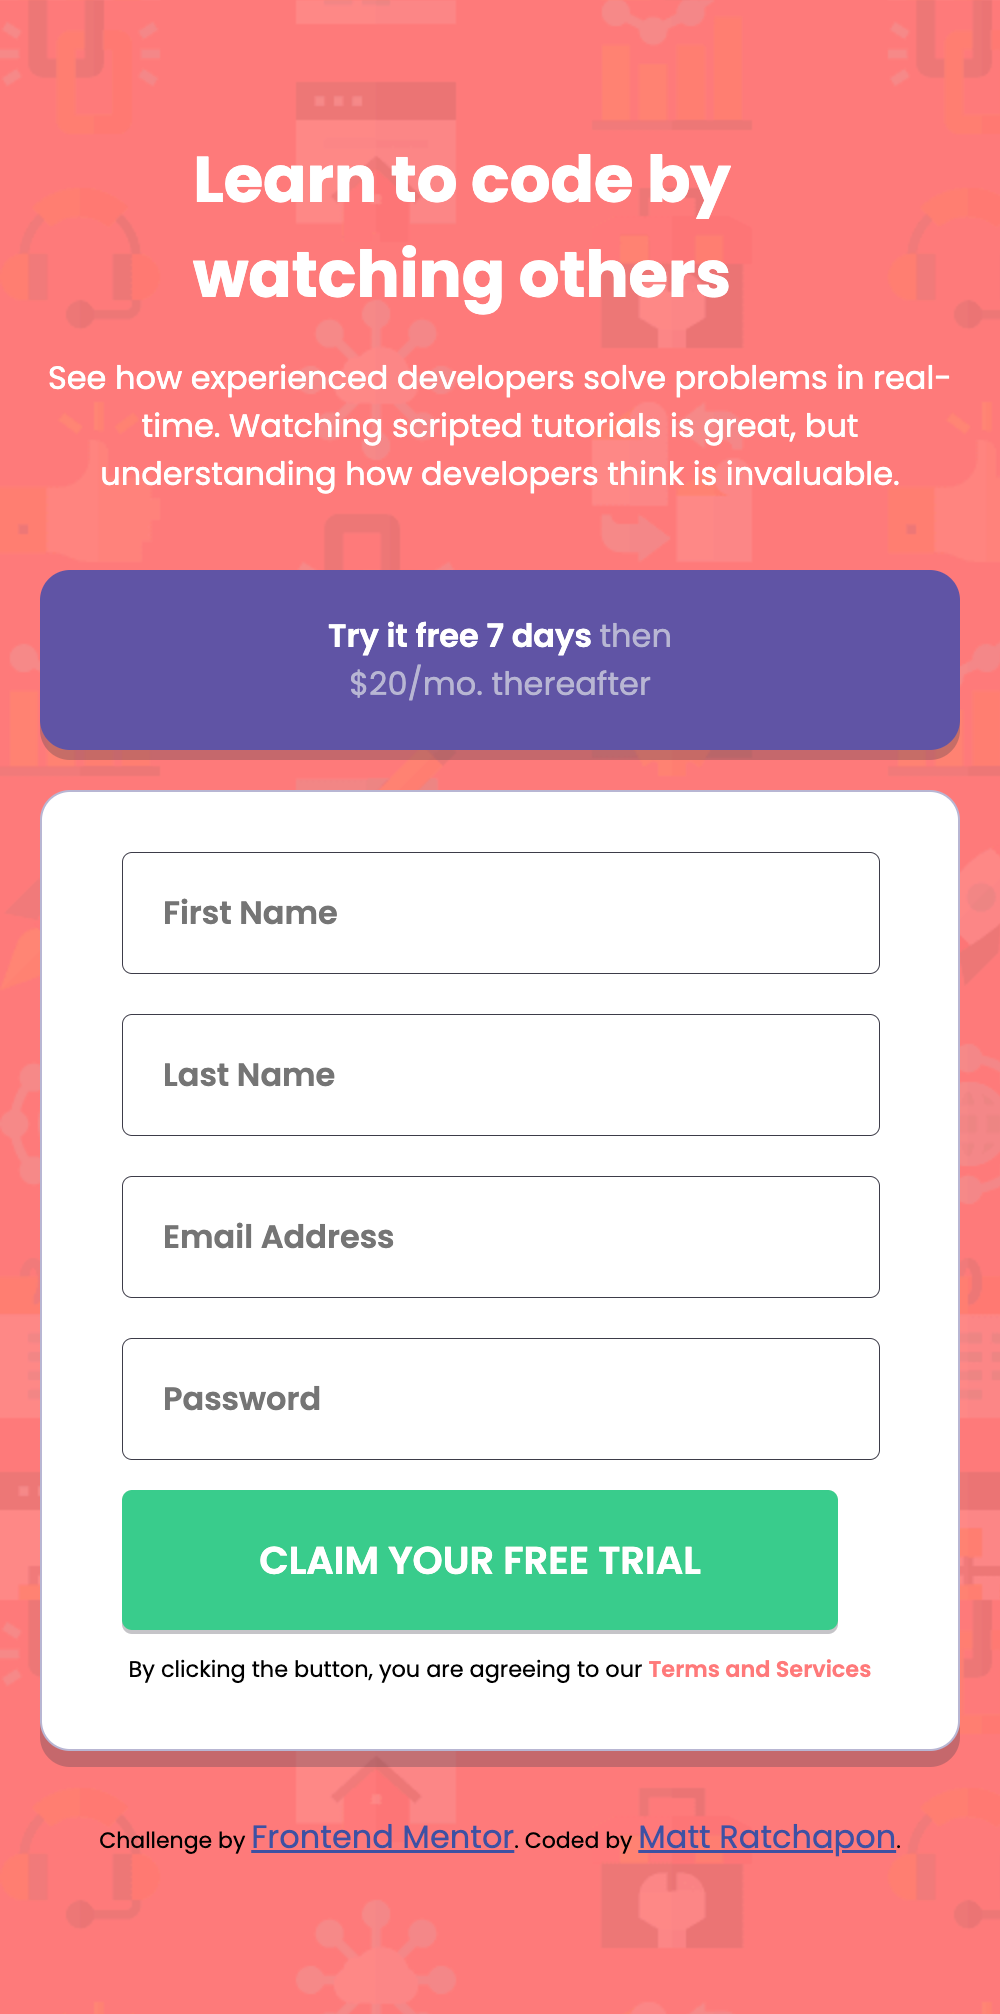 Learn to code by
watching others
See how experienced developers solve problems in real-
time. Watching scripted tutorials is great, but
understanding how developers think is invaluable.
Try it free 7 days then
$20/mo. thereafter
First Name
Last Name
Email Address
Password
CLAIM YOUR FREE TRIAL
By clicking the button, you are agreeing to our Terms and Services
Challenge by Frontend Mentor. Coded by Matt Ratchapon.